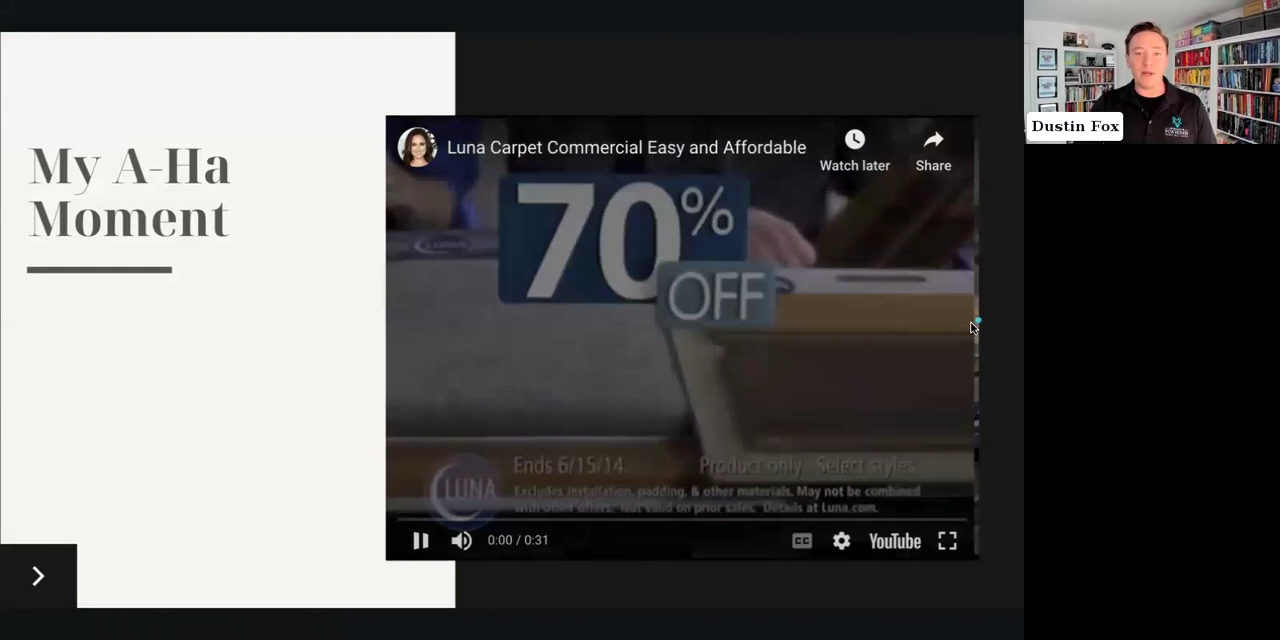 My A-Ha
Moment
Luna Carpet Commercial Easy and Affordable
Watch later
Share
70%
OFF
LUNA
Ends 6/15/14.
Product only. Select styles.
Excludes installation, padding, & other materials. May not be combined
with other offers. Not valid on prior sales. Details at Luna.com.
0:00 / 0:31
CC
YouTube
Dustin Fox